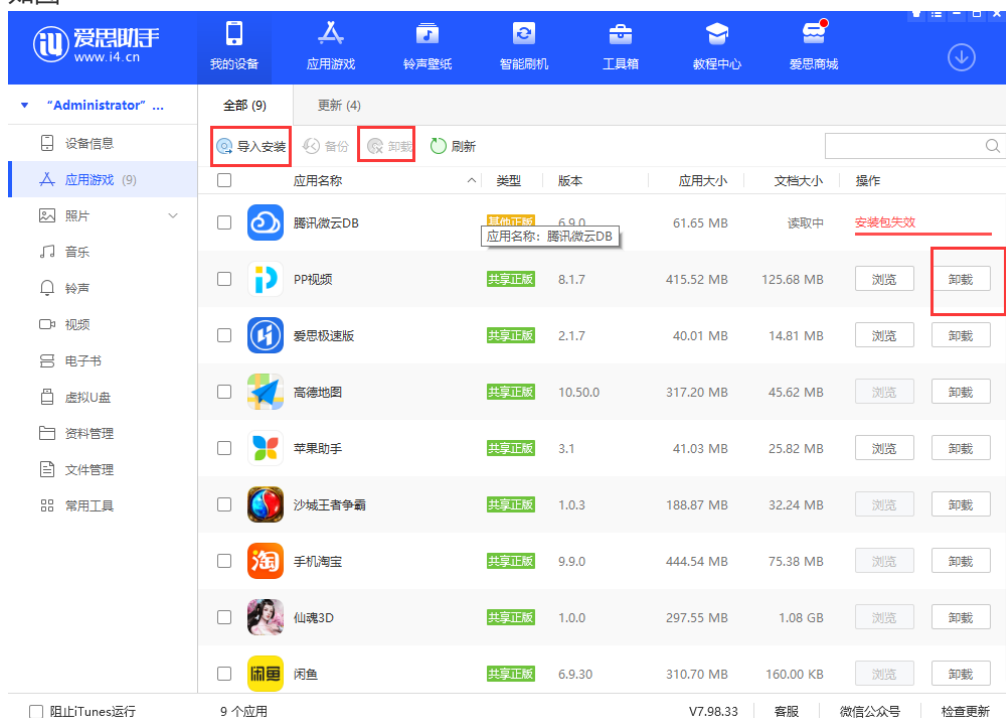 如图
爱思助手
www.i4.cn
我的设备 应用游戏 铃声壁纸 智能刷机 工具箱 教程中心 爱思商城
"Administrator" ... 全部 (9) 更新 (4)
设备信息 导入安装 备份 卸载 刷新
应用游戏 (9) 应用名称 类型 版本 应用大小 文档大小 操作
照片 腾讯微云DB 其他正版 6.9.0 61.65 MB 读取中 安装包失效
应用名称: 腾讯微云DB
音乐
铃声 PP视频 共享正版 8.1.7 415.52 MB 125.68 MB 浏览 卸载
视频 爱思极速版 共享正版 2.1.7 40.01 MB 14.81 MB 浏览 卸载
电子书
虚拟U盘 高德地图 共享正版 10.50.0 317.20 MB 45.62 MB 浏览 卸载
资料管理 苹果助手 共享正版 3.1 41.03 MB 25.82 MB 浏览 卸载
文件管理
常用工具 沙城王者争霸 共享正版 1.0.3 188.87 MB 32.24 MB 浏览 卸载
淘 手机淘宝 共享正版 9.9.0 444.54 MB 75.38 MB 浏览 卸载
仙魂3D 共享正版 1.0.0 297.55 MB 1.08 GB 浏览 卸载
闲鱼 闲鱼 共享正版 6.9.30 310.70 MB 160.00 KB 浏览 卸载
阻止iTunes运行 9 个应用 V7.98.33 客服 微信公众号 检查更新